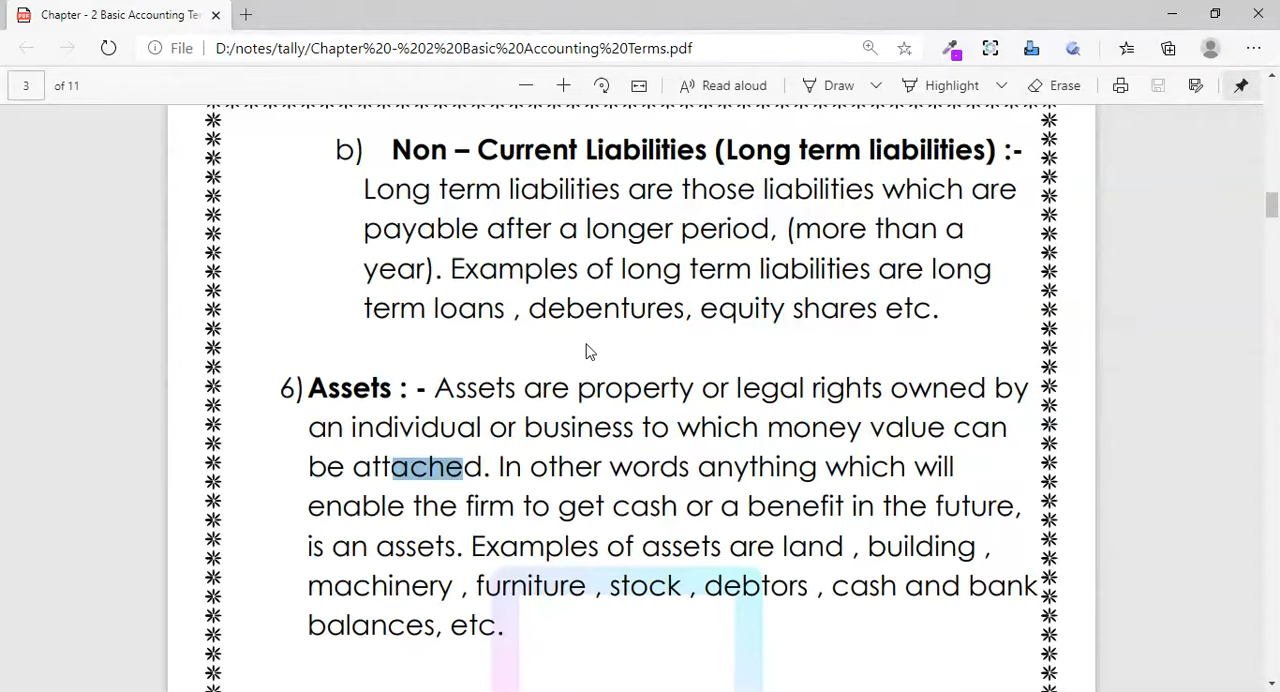 Chapter - 2 Basic Accounting Te
File D:/notes/tally/Chapter%20-%202%20Basic%20Accounting%20Terms.pdf
3 of 11 Read aloud Draw Highlight Erase
b) Non – Current Liabilities (Long term liabilities) :-
Long term liabilities are those liabilities which are
payable after a longer period, (more than a
year). Examples of long term liabilities are long
term loans , debentures, equity shares etc.
6) Assets : - Assets are property or legal rights owned by
an individual or business to which money value can
be attached. In other words anything which will
enable the firm to get cash or a benefit in the future,
is an assets. Examples of assets are land , building ,
machinery , furniture , stock , debtors , cash and bank
balances, etc.